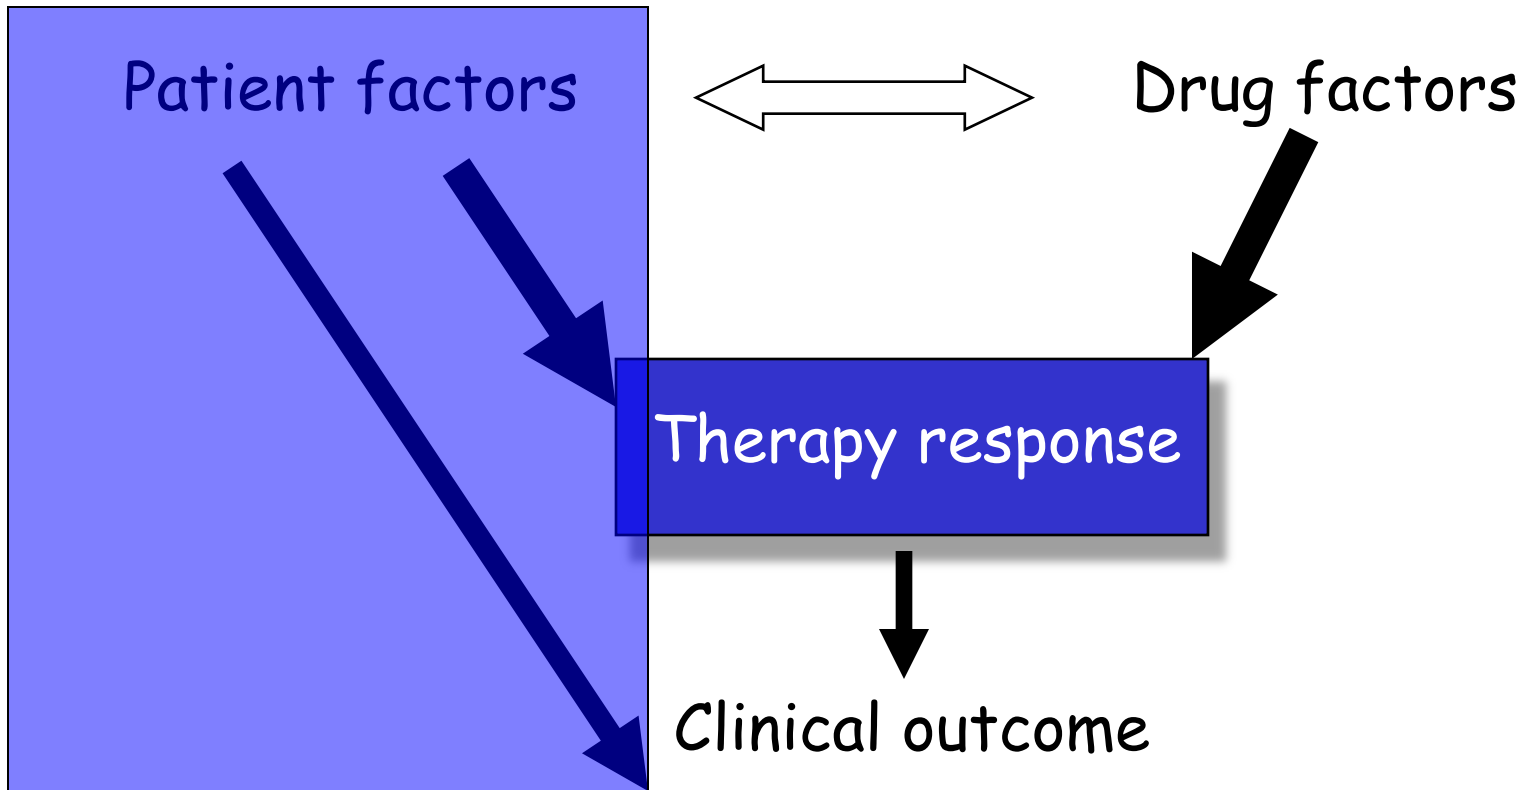 Patient factors
Drug factors
Therapy response
Clinical outcome